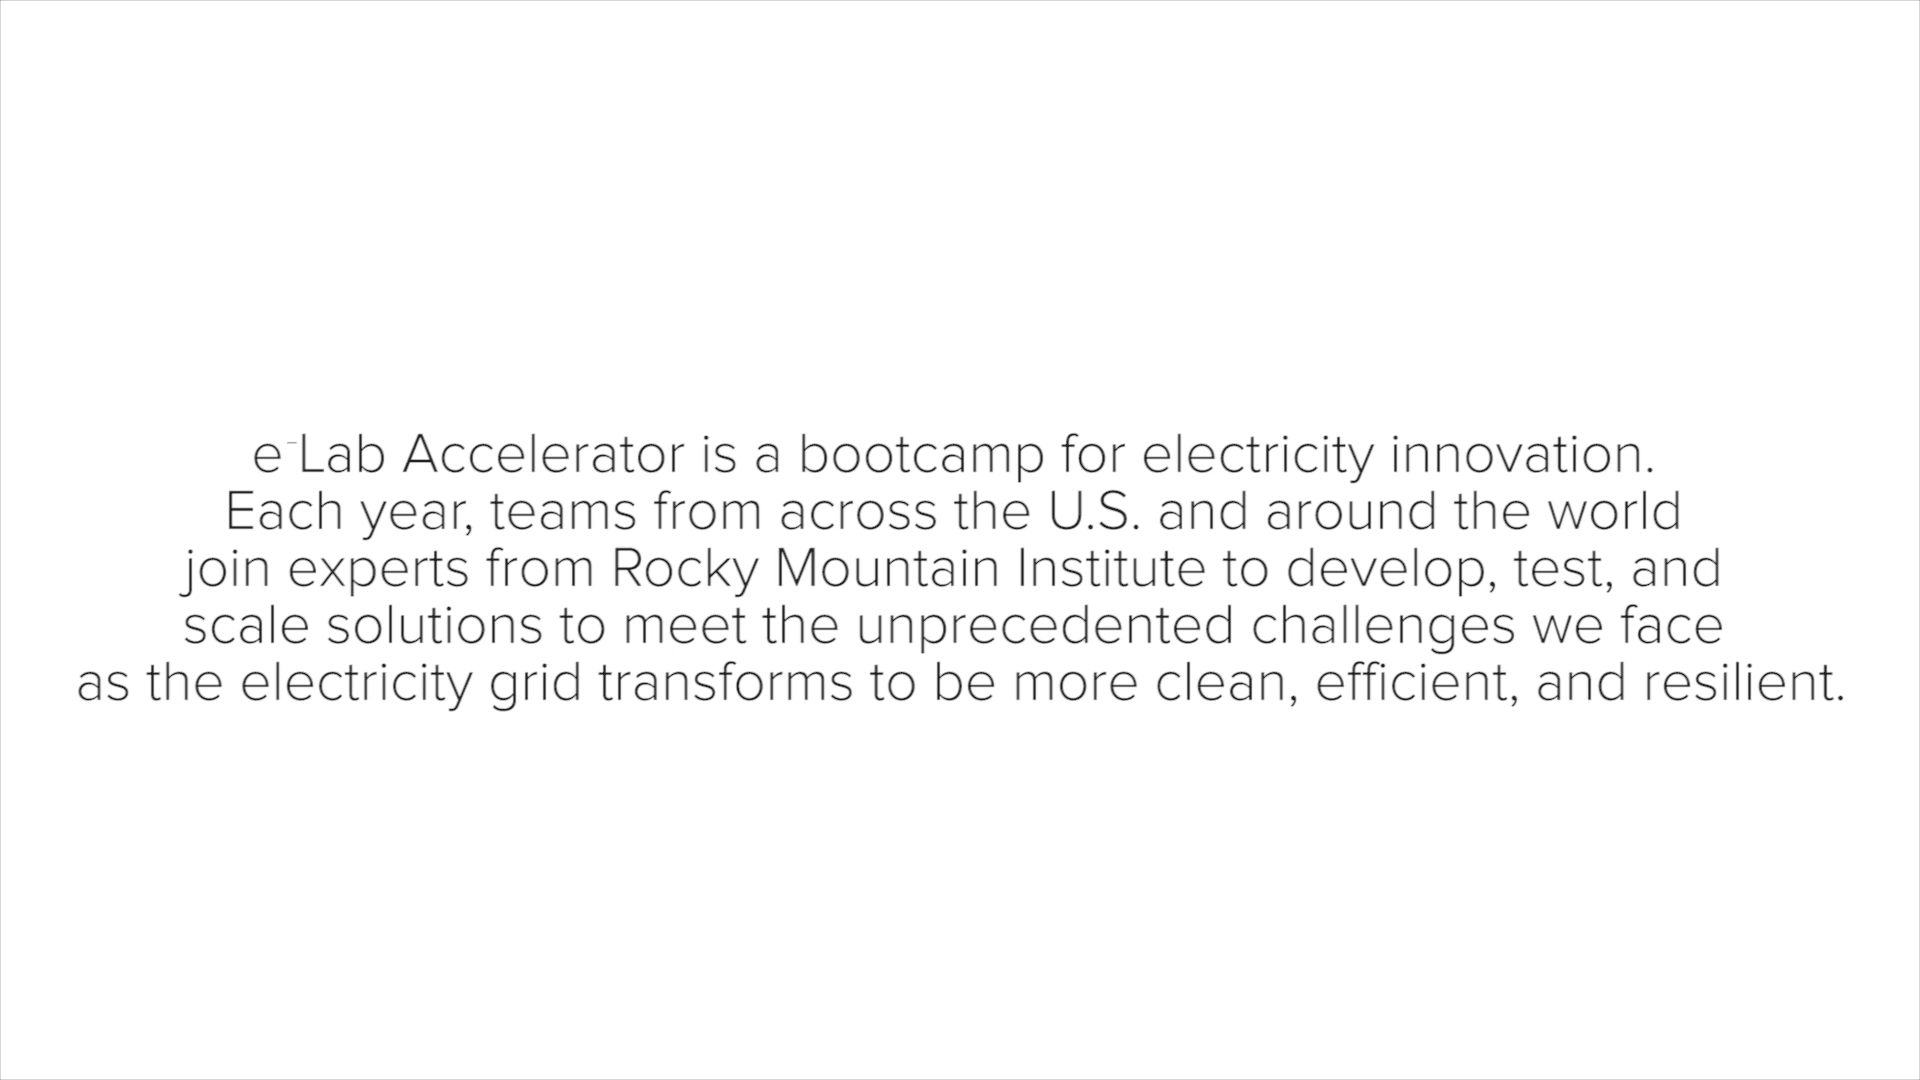 e⁻Lab Accelerator is a bootcamp for electricity innovation.
Each year, teams from across the U.S. and around the world
join experts from Rocky Mountain Institute to develop, test, and
scale solutions to meet the unprecedented challenges we face
as the electricity grid transforms to be more clean, efficient, and resilient.